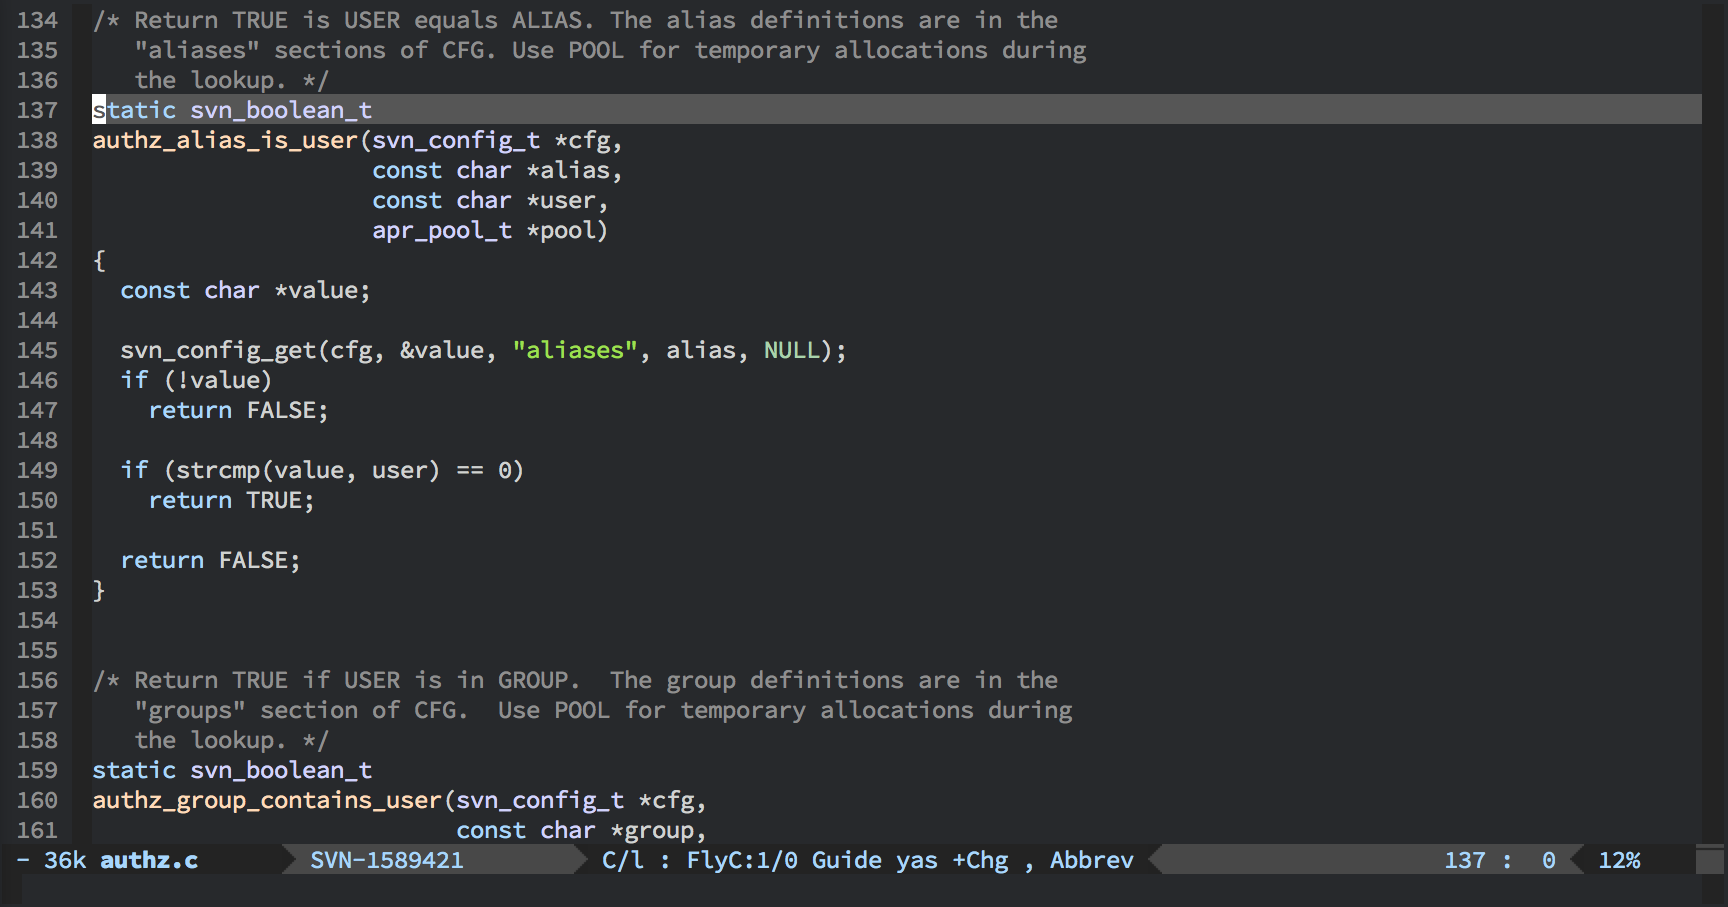 134 /* Return TRUE is USER equals ALIAS. The alias definitions are in the
135    "aliases" sections of CFG. Use POOL for temporary allocations during
136    the lookup. */
137 static svn_boolean_t
138 authz_alias_is_user(svn_config_t *cfg,
139                     const char *alias,
140                     const char *user,
141                     apr_pool_t *pool)
142 {
143   const char *value;
144
145   svn_config_get(cfg, &value, "aliases", alias, NULL);
146   if (!value)
147     return FALSE;
148
149   if (strcmp(value, user) == 0)
150     return TRUE;
151
152   return FALSE;
153 }
154
155
156 /* Return TRUE if USER is in GROUP.  The group definitions are in the
157    "groups" section of CFG.  Use POOL for temporary allocations during
158    the lookup. */
159 static svn_boolean_t
160 authz_group_contains_user(svn_config_t *cfg,
161                           const char *group,
- 36k authz.c SVN-1589421 C/l : FlyC:1/0 Guide yas +Chg , Abbrev 137 :  0 12%